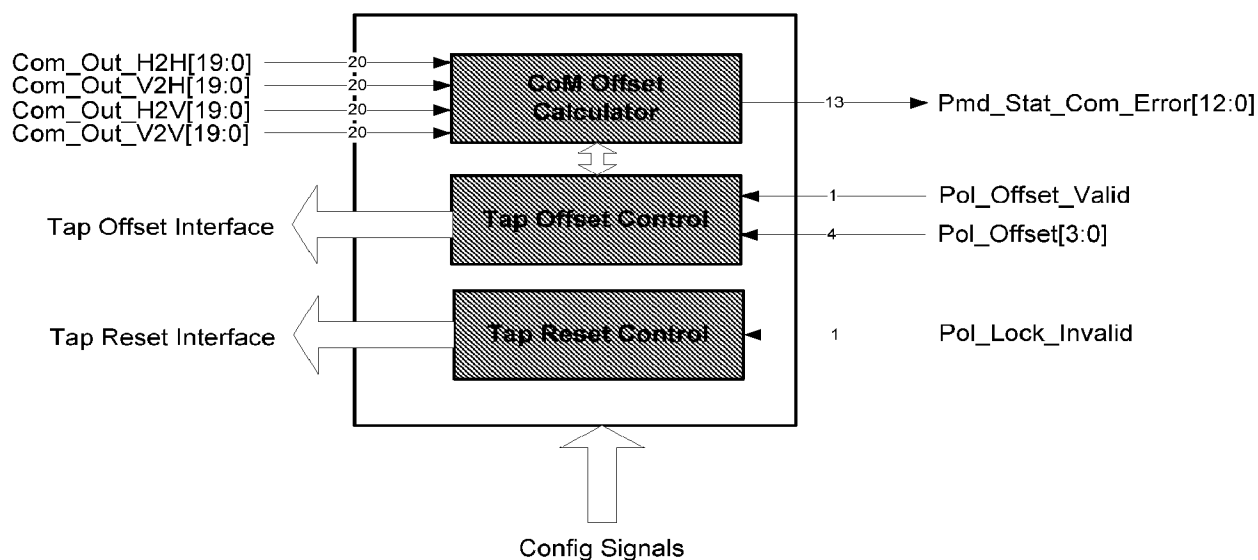 Com_Out_H2H[19:0]
20
Com_Out_V2H[19:0]
20
Com_Out_H2V[19:0]
20
Com_Out_V2V[19:0]
20
CoM Offset
Calculator
13
Pmd_Stat_Com_Error[12:0]
Tap Offset Interface
Tap Offset Control
1
Pol_Offset_Valid
4
Pol_Offset[3:0]
Tap Reset Interface
Tap Reset Control
1
Pol_Lock_Invalid
Config Signals